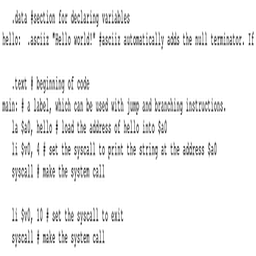 .data #section for declaring variables
hello: .ascii "Hello world!" #ascii automatically adds the null terminator. If
.text # beginning of code
main: # a label, which can be used with jump and branching instructions.
la $a0, hello # load the address of hello into $a0
li $v0, 4 # set the syscall to print the string at the address $a0
syscall # make the system call
li $v0, 10 # set the syscall to exit
syscall # make the system call